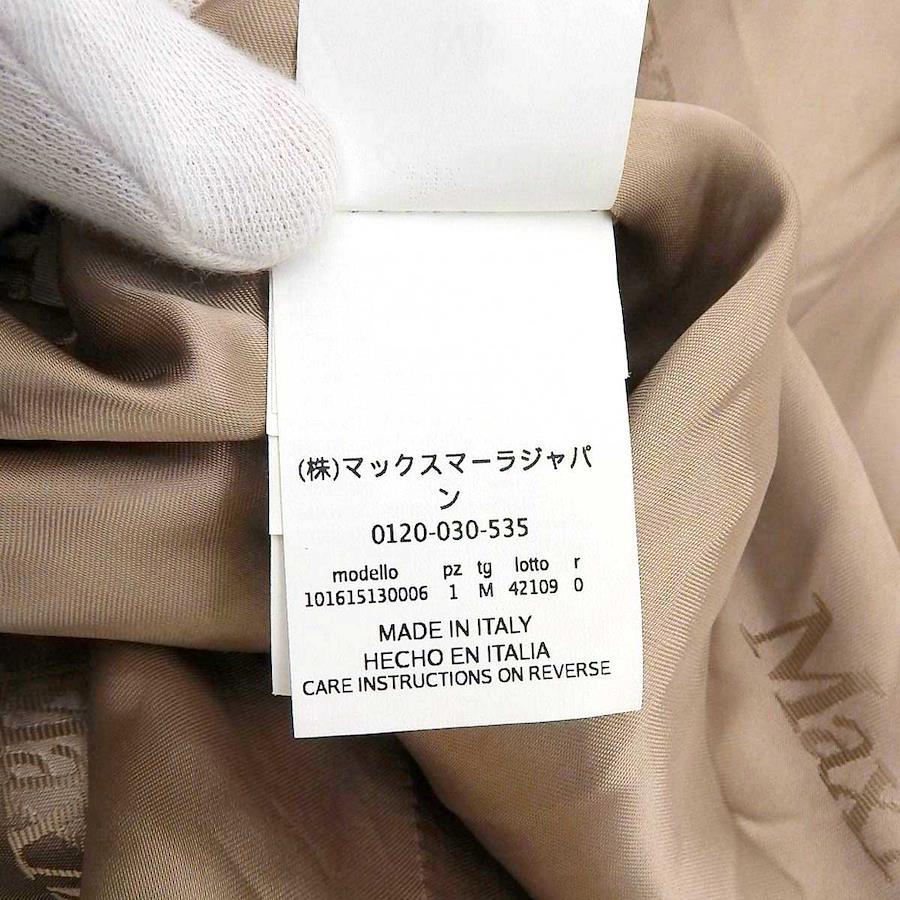 (株)マックスマーラジャパ
ン
0120-030-535
modello pz tg lotto r
101615130006 1 M 42109 0
MADE IN ITALY
HECHO EN ITALIA
CARE INSTRUCTIONS ON REVERSE
Max